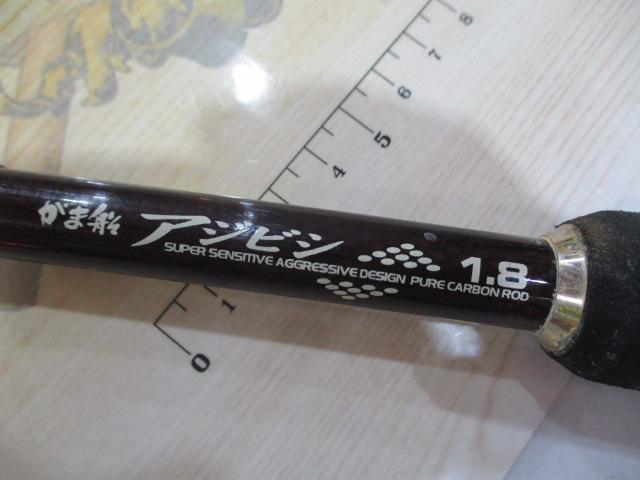 がま船 アジビシ 1.8
SUPER SENSITIVE AGGRESSIVE DESIGN PURE CARBON ROD
0 1 4 5 6 7 8